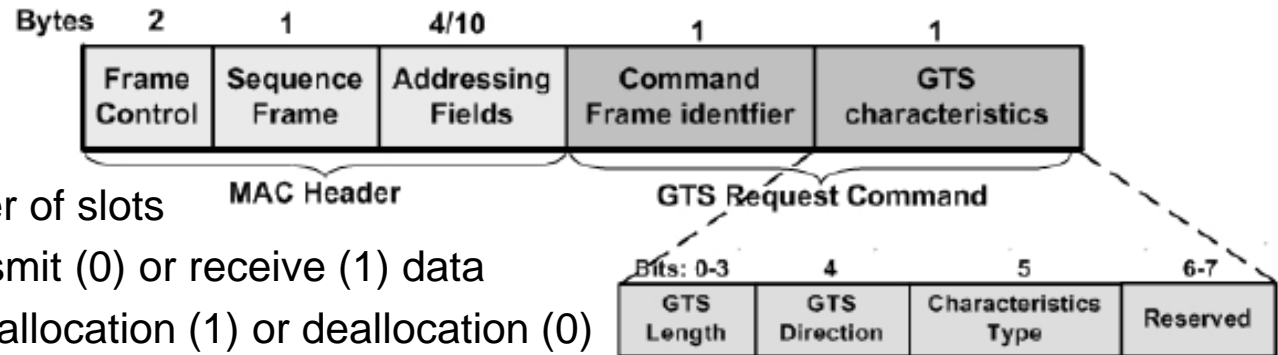 Bytes 2 1 4/10 1 1
Frame Control Sequence Frame Addressing Fields Command Frame identfier GTS characteristics
MAC Header GTS Request Command
er of slots
smit (0) or receive (1) data
allocation (1) or deallocation (0)
Bits: 0-3 4 5 6-7
GTS Length GTS Direction Characteristics Type Reserved